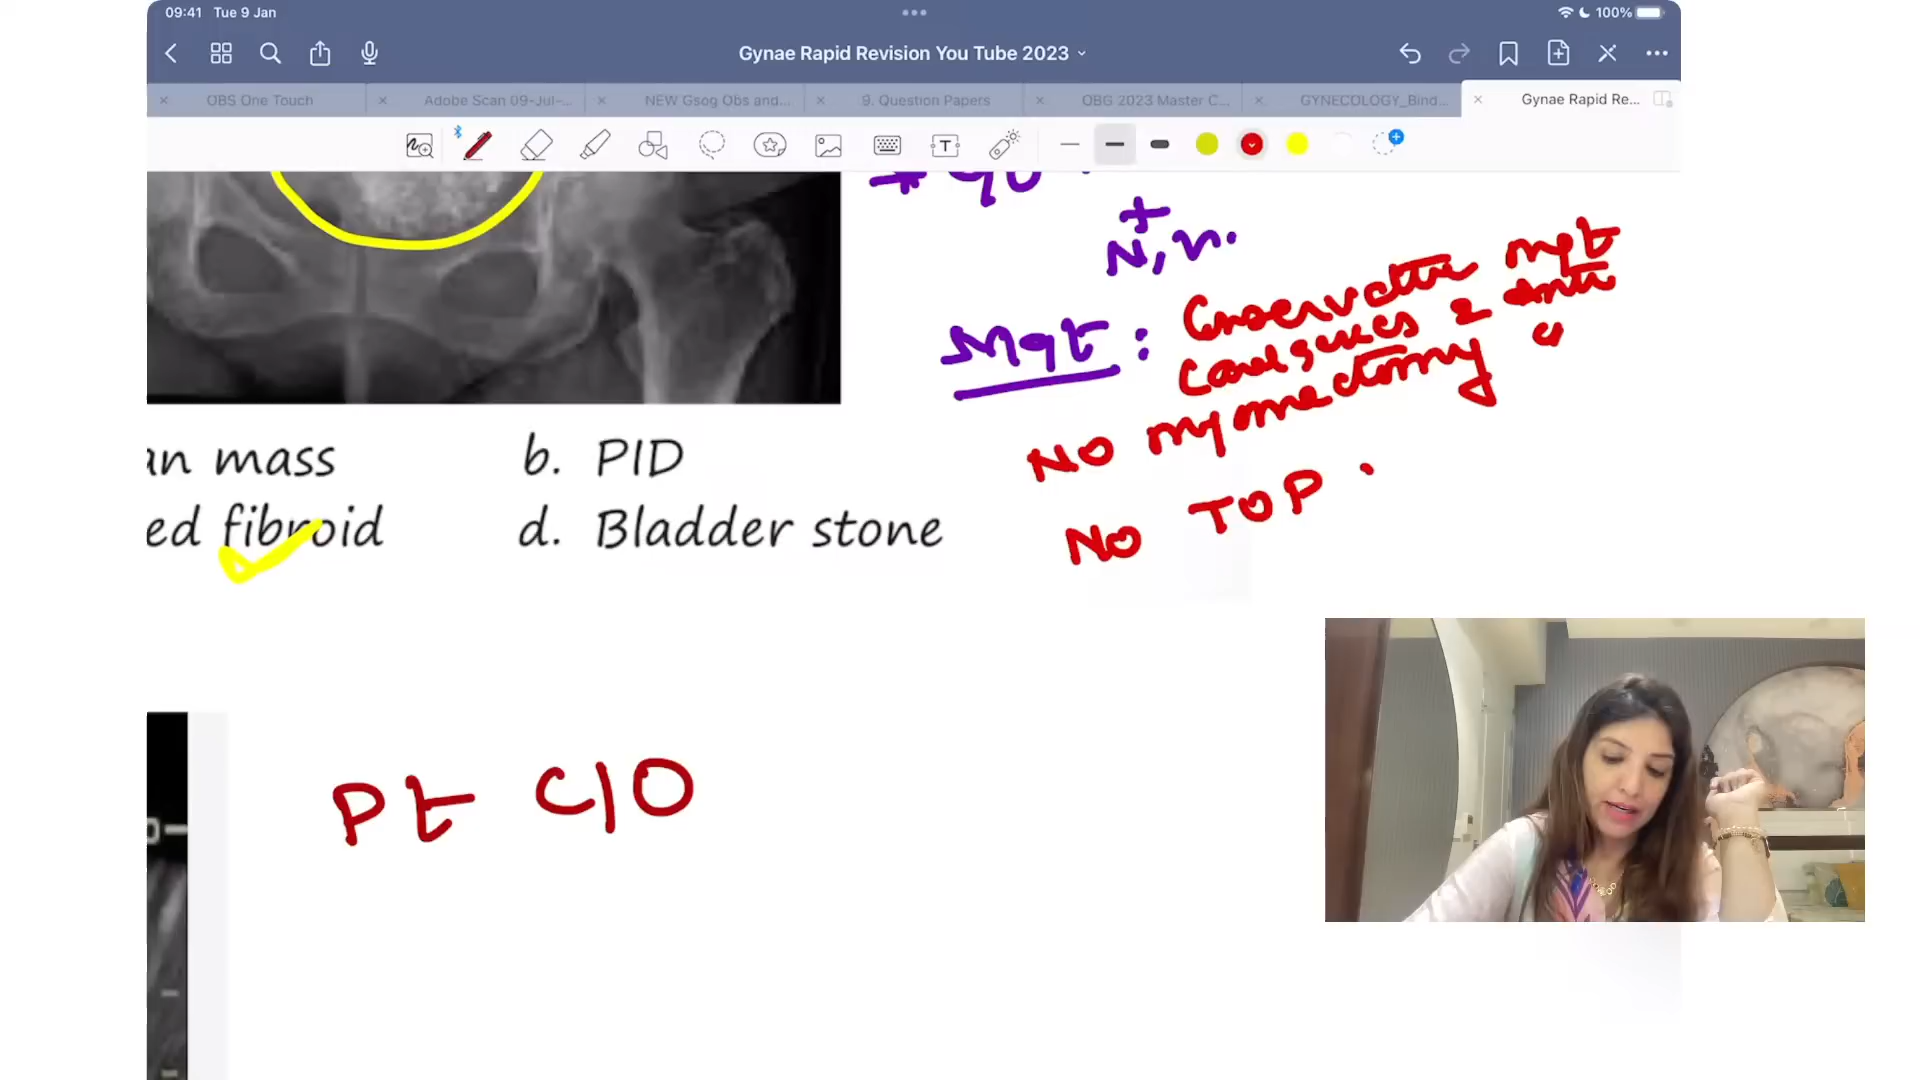 09:41 Tue 9 Jan
100%
Gynae Rapid Revision You Tube 2023
OBS One Touch
Adobe Scan 09-Jul-...
NEW Gsog Obs and...
9. Question Papers
OBG 2023 Master C...
GYNECOLOGY_Bind...
Gynae Rapid Re...
T
+
N, V.
Mgt : Conservative mgt
No myomectomy
NO TOP.
an mass
b. PID
ed fibroid
d. Bladder stone
Pt C/O